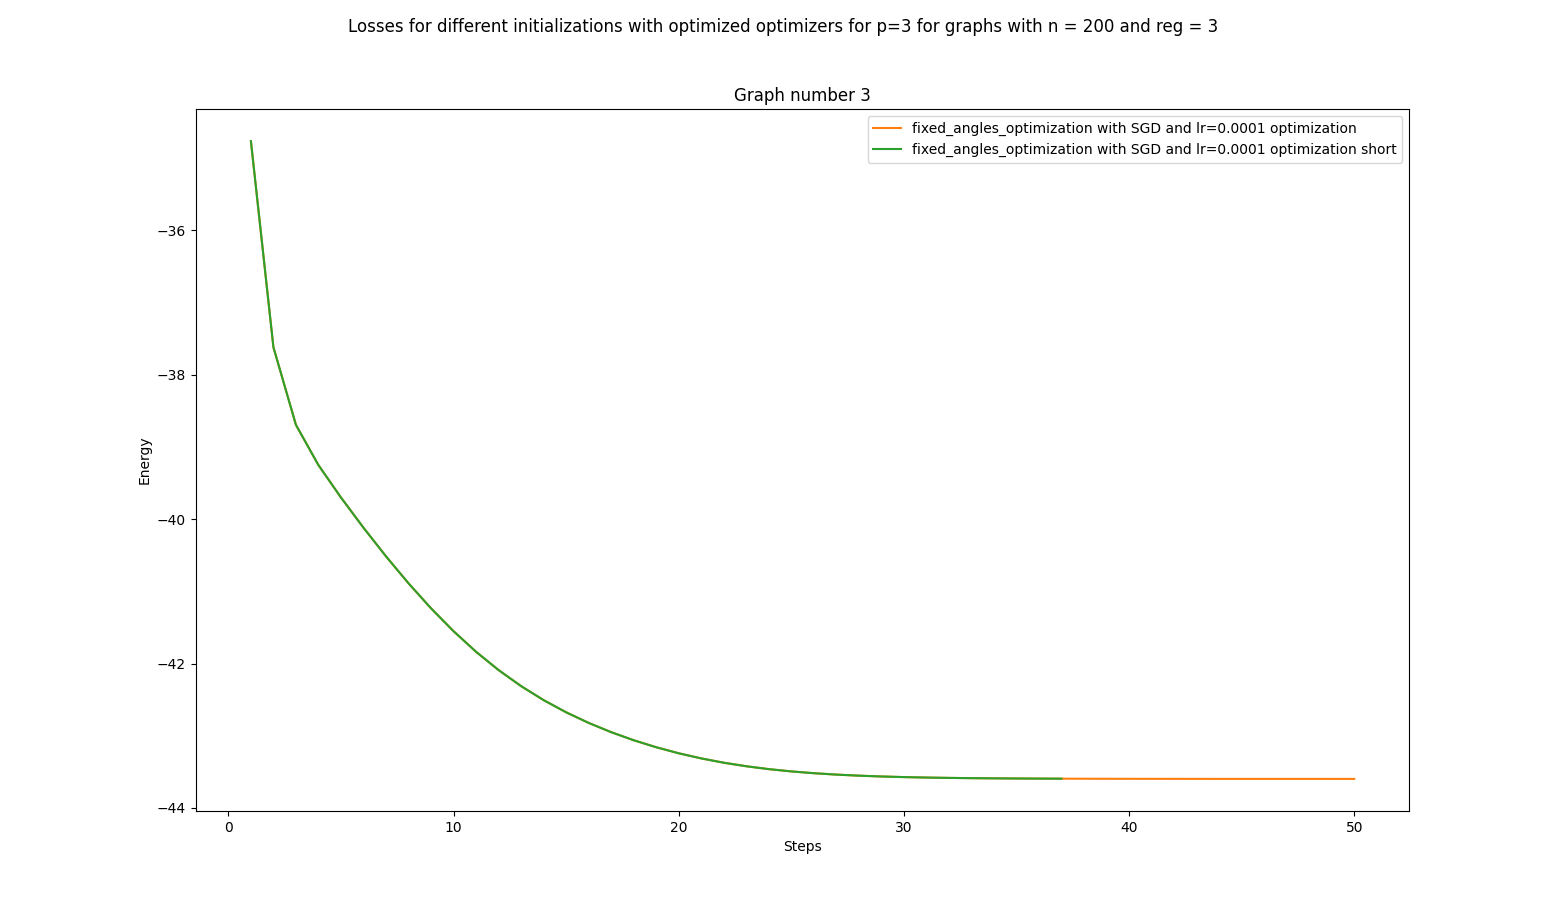 Losses for different initializations with optimized optimizers for p=3 for graphs with n = 200 and reg = 3
Graph number 3
fixed_angles_optimization with SGD and lr=0.0001 optimization
fixed_angles_optimization with SGD and lr=0.0001 optimization short
−36
−38
−40
−42
−44
Energy
0 10 20 30 40 50
Steps